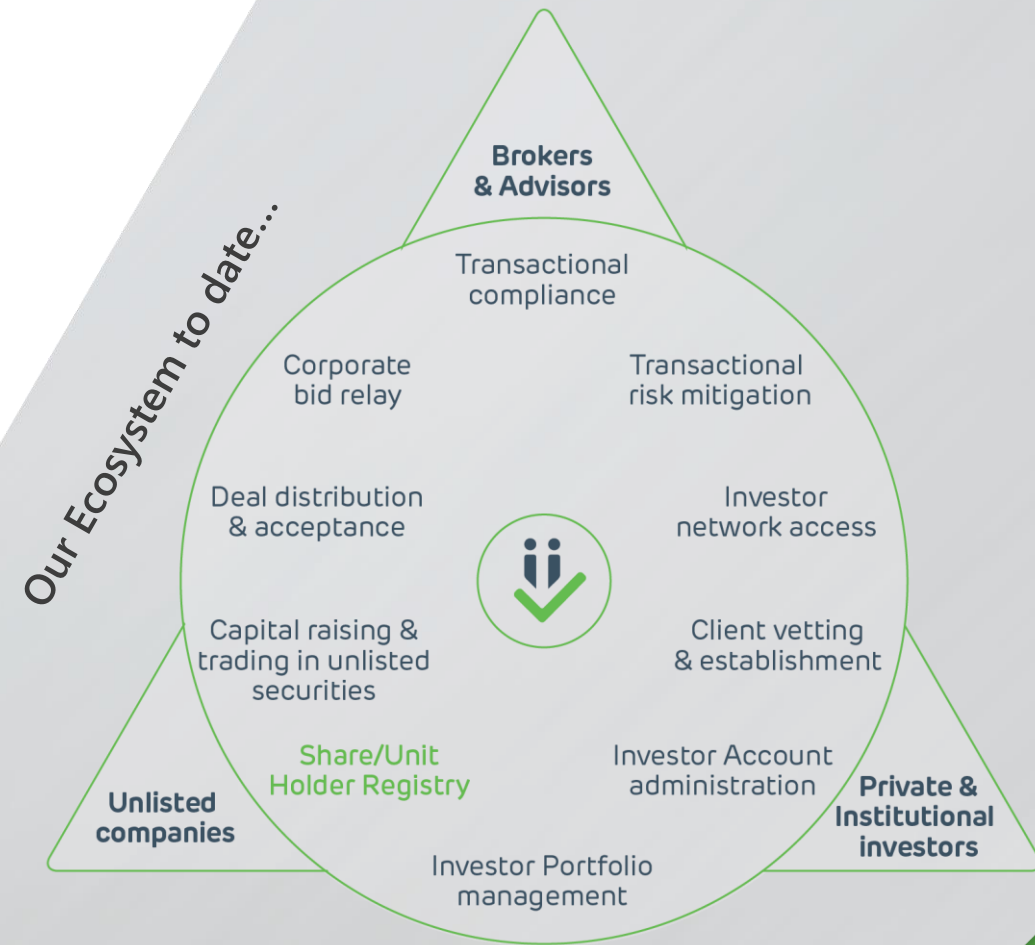 Our Ecosystem to date...
Brokers
& Advisors
Transactional
compliance
Corporate
bid relay
Transactional
risk mitigation
Deal distribution
& acceptance
Investor
network access
Capital raising &
trading in unlisted
securities
Client vetting
& establishment
Share/Unit
Holder Registry
Investor Account
administration
Unlisted
companies
Private &
Institutional
investors
Investor Portfolio
management